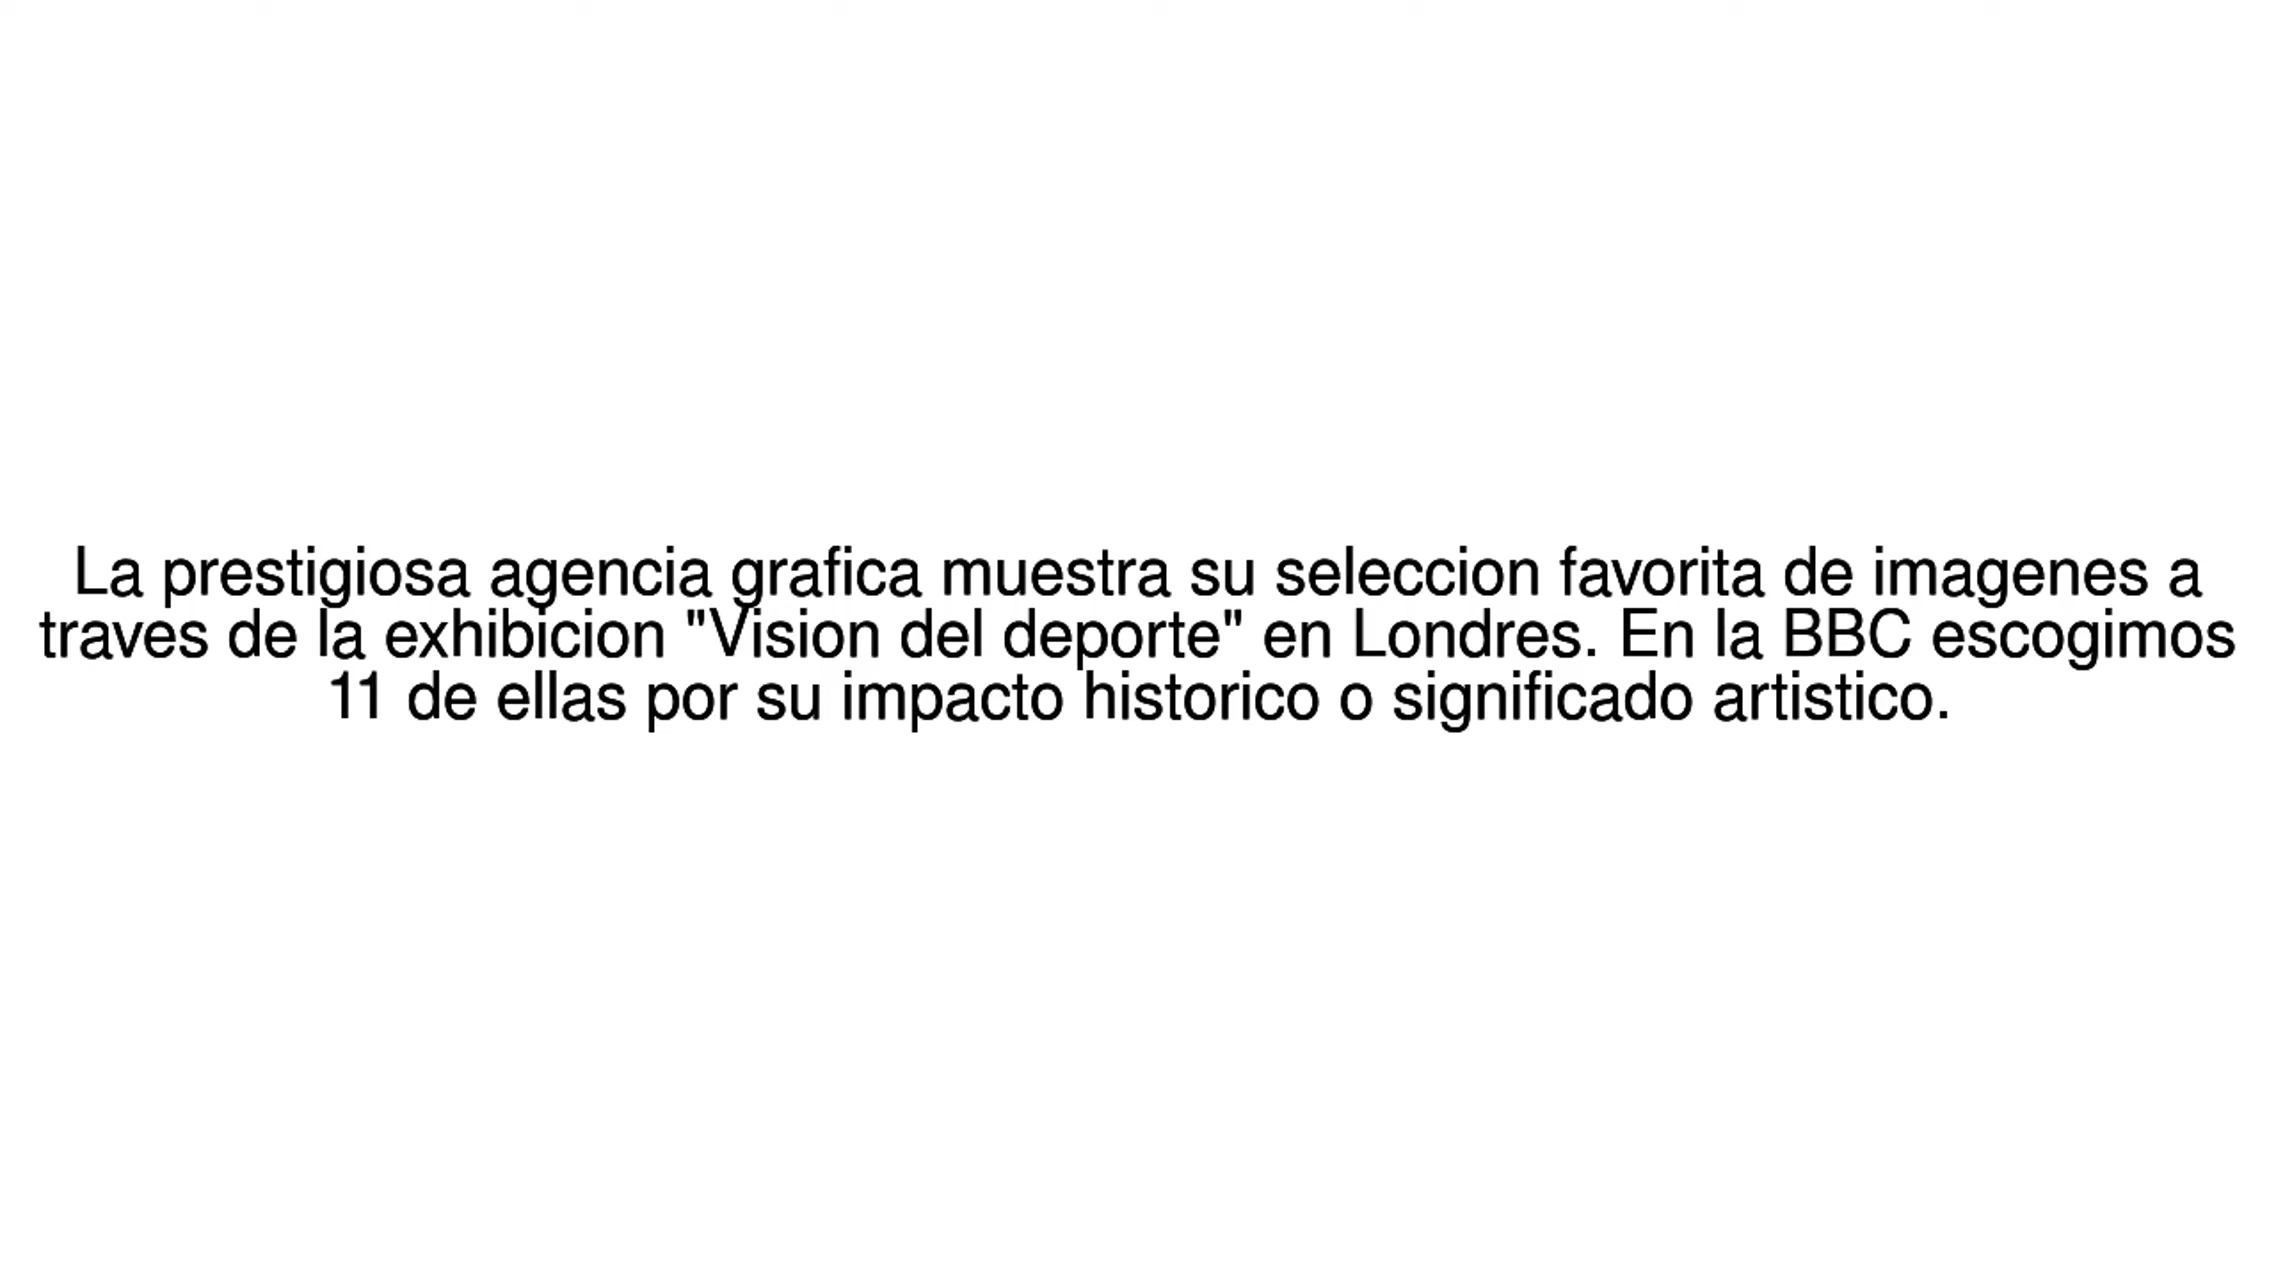 La prestigiosa agencia grafica muestra su seleccion favorita de imagenes a
traves de la exhibicion "Vision del deporte" en Londres. En la BBC escogimos
11 de ellas por su impacto historico o significado artistico.